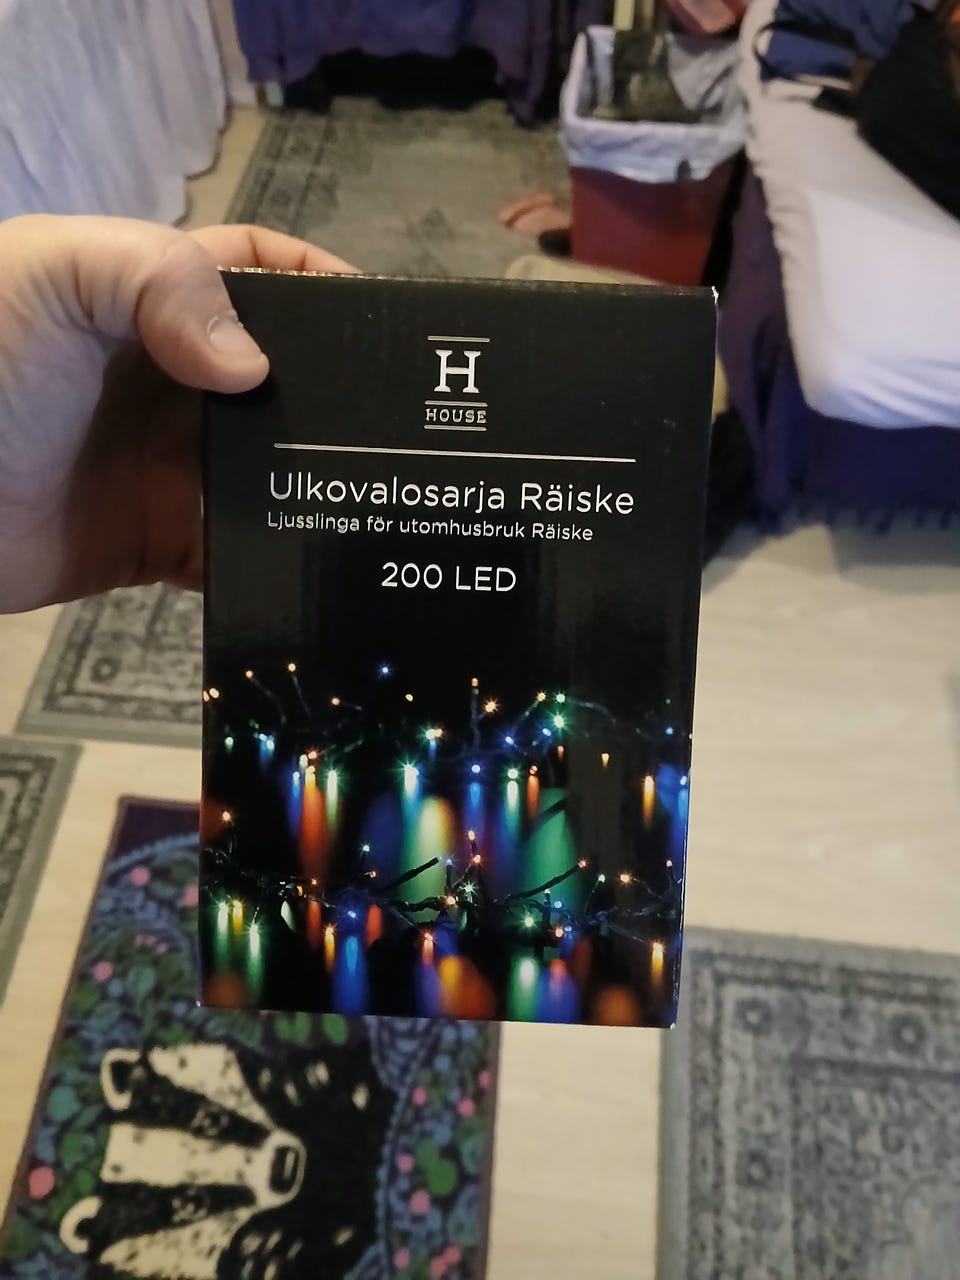 H
HOUSE
Ulkovalosarja Räiske
Ljusslinga för utomhusbruk Räiske
200 LED